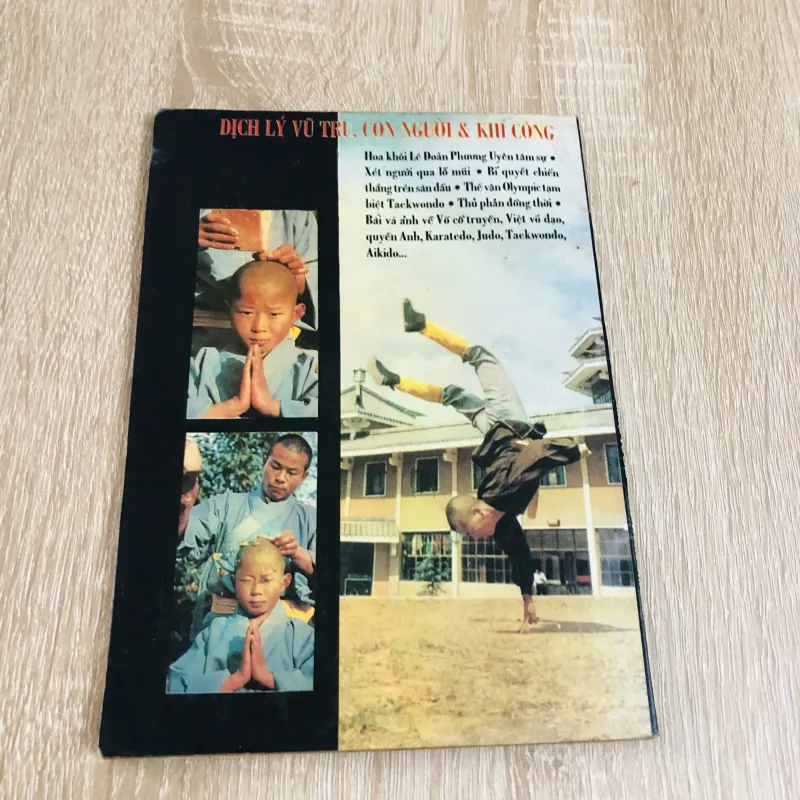 DỊCH LÝ VŨ TRỤ, CON NGƯỜI & KHÍ CÔNG
Hoa khôi Lê Đoàn Phương Uyên tâm sự •
Xét người qua lỗ mũi • Bí quyết chiến
thắng trên sàn đấu • Thế vận Olympic tạm
biệt Taekwondo • Thủ phân đồng thời •
Bài và ảnh về Võ cổ truyền, Việt võ đạo,
quyền Anh, Karatedo, Judo, Taekwondo,
Aikido...